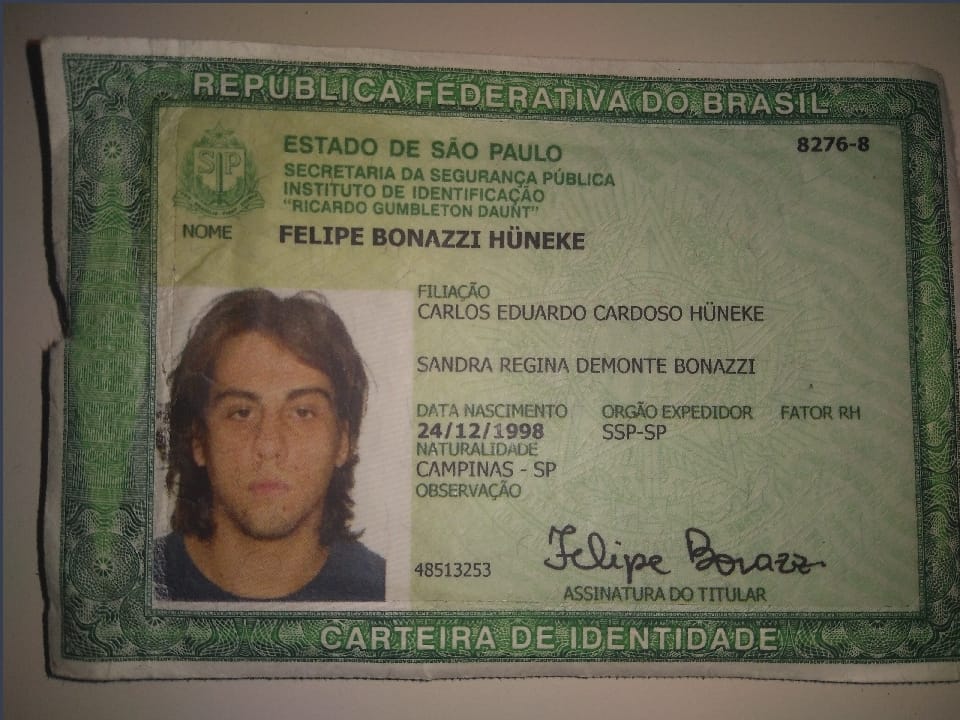 REPÚBLICA FEDERATIVA DO BRASIL
8276-8
ESTADO DE SÃO PAULO
SECRETARIA DA SEGURANÇA PÚBLICA
INSTITUTO DE IDENTIFICAÇÃO
"RICARDO GUMBLETON DAUNT"
SP
NOME FELIPE BONAZZI HÜNEKE
FILIAÇÃO
CARLOS EDUARDO CARDOSO HÜNEKE
SANDRA REGINA DEMONTE BONAZZI
DATA NASCIMENTO ORGÃO EXPEDIDOR FATOR RH
24/12/1998 SSP-SP
NATURALIDADE
CAMPINAS - SP
OBSERVAÇÃO
Felipe Bonazzi
48513253
ASSINATURA DO TITULAR
CARTEIRA DE IDENTIDADE